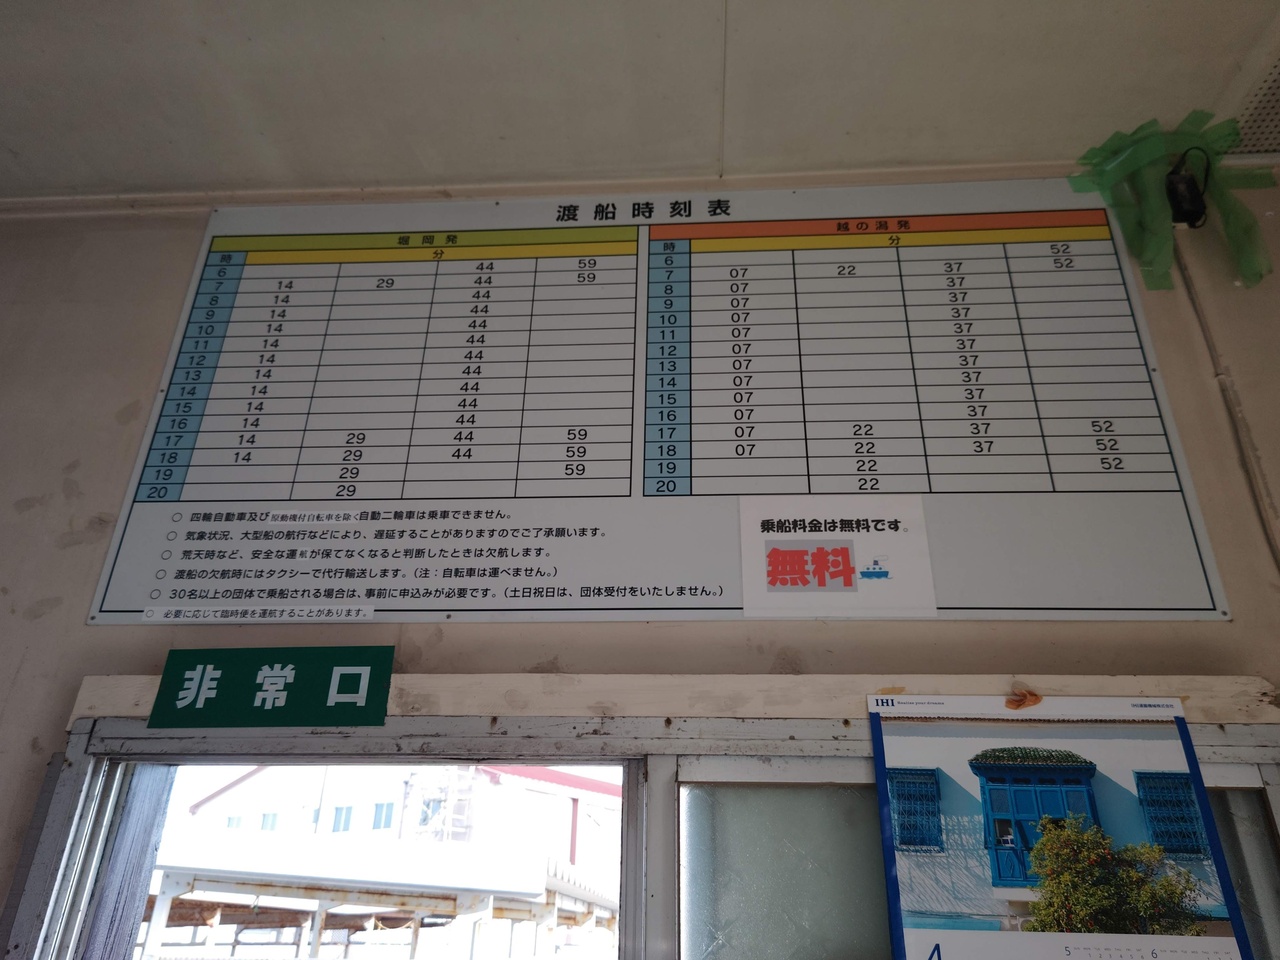 渡船時刻表
堀岡発
時 分
6 44 59
7 14 29 44 59
8 14 44
9 14 44
10 14 44
11 14 44
12 14 44
13 14 44
14 14 44
15 14 44
16 14 44
17 14 29 44 59
18 14 29 44 59
19 29 59
20 29
越の潟発
時 分
6 52
7 07 22 37 52
8 07 37
9 07 37
10 07 37
11 07 37
12 07 37
13 07 37
14 07 37
15 07 37
16 07 37
17 07 22 37 52
18 07 22 37 52
19 22 52
20 22
○ 四輪自動車及び原動機付自転車を除く自動二輪車は乗車できません。
○ 気象状況、大型船の航行などにより、遅延することがありますのでご了承願います。
○ 荒天時など、安全な運航が保てなくなると判断したときは欠航します。
○ 渡船の欠航時にはタクシーで代行輸送します。(注:自転車は運べません。)
○ 30名以上の団体で乗船される場合は、事前に申込みが必要です。(土日祝日は、団体受付をいたしません。)
○ 必要に応じて臨時便を運航することがあります。
乗船料金は無料です。
無料
非常口
IHI Realize your dreams
4 5 6